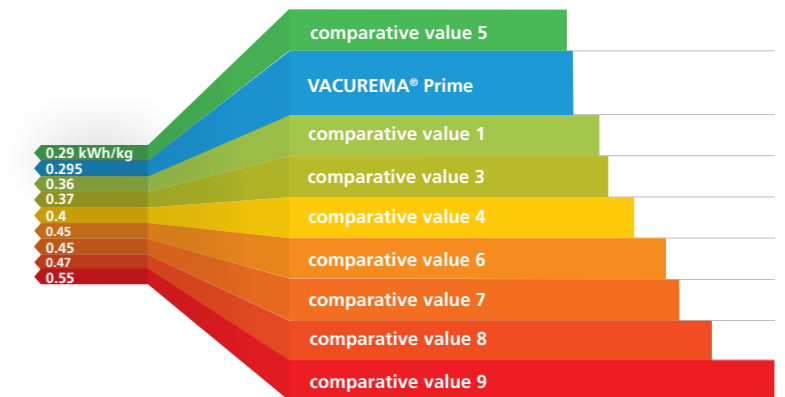 comparative value 5
VACUREMA® Prime
comparative value 1
comparative value 3
comparative value 4
comparative value 6
comparative value 7
comparative value 8
comparative value 9
0.29 kWh/kg
0.295
0.36
0.37
0.4
0.45
0.45
0.47
0.55